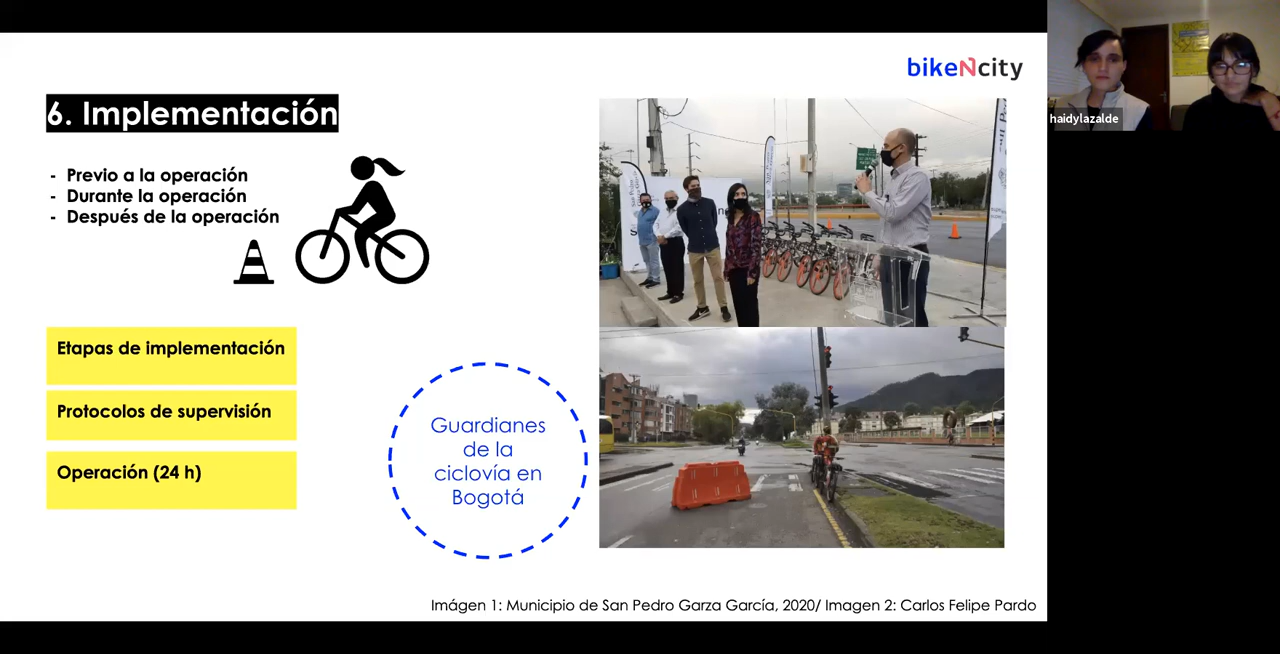 bikeNcity
haidylazalde
6. Implementación
- Previo a la operación
- Durante la operación
- Después de la operación
Etapas de implementación
Protocolos de supervisión
Operación (24 h)
Guardianes
de la
ciclovía en
Bogotá
Imágen 1: Municipio de San Pedro Garza García, 2020/ Imagen 2: Carlos Felipe Pardo